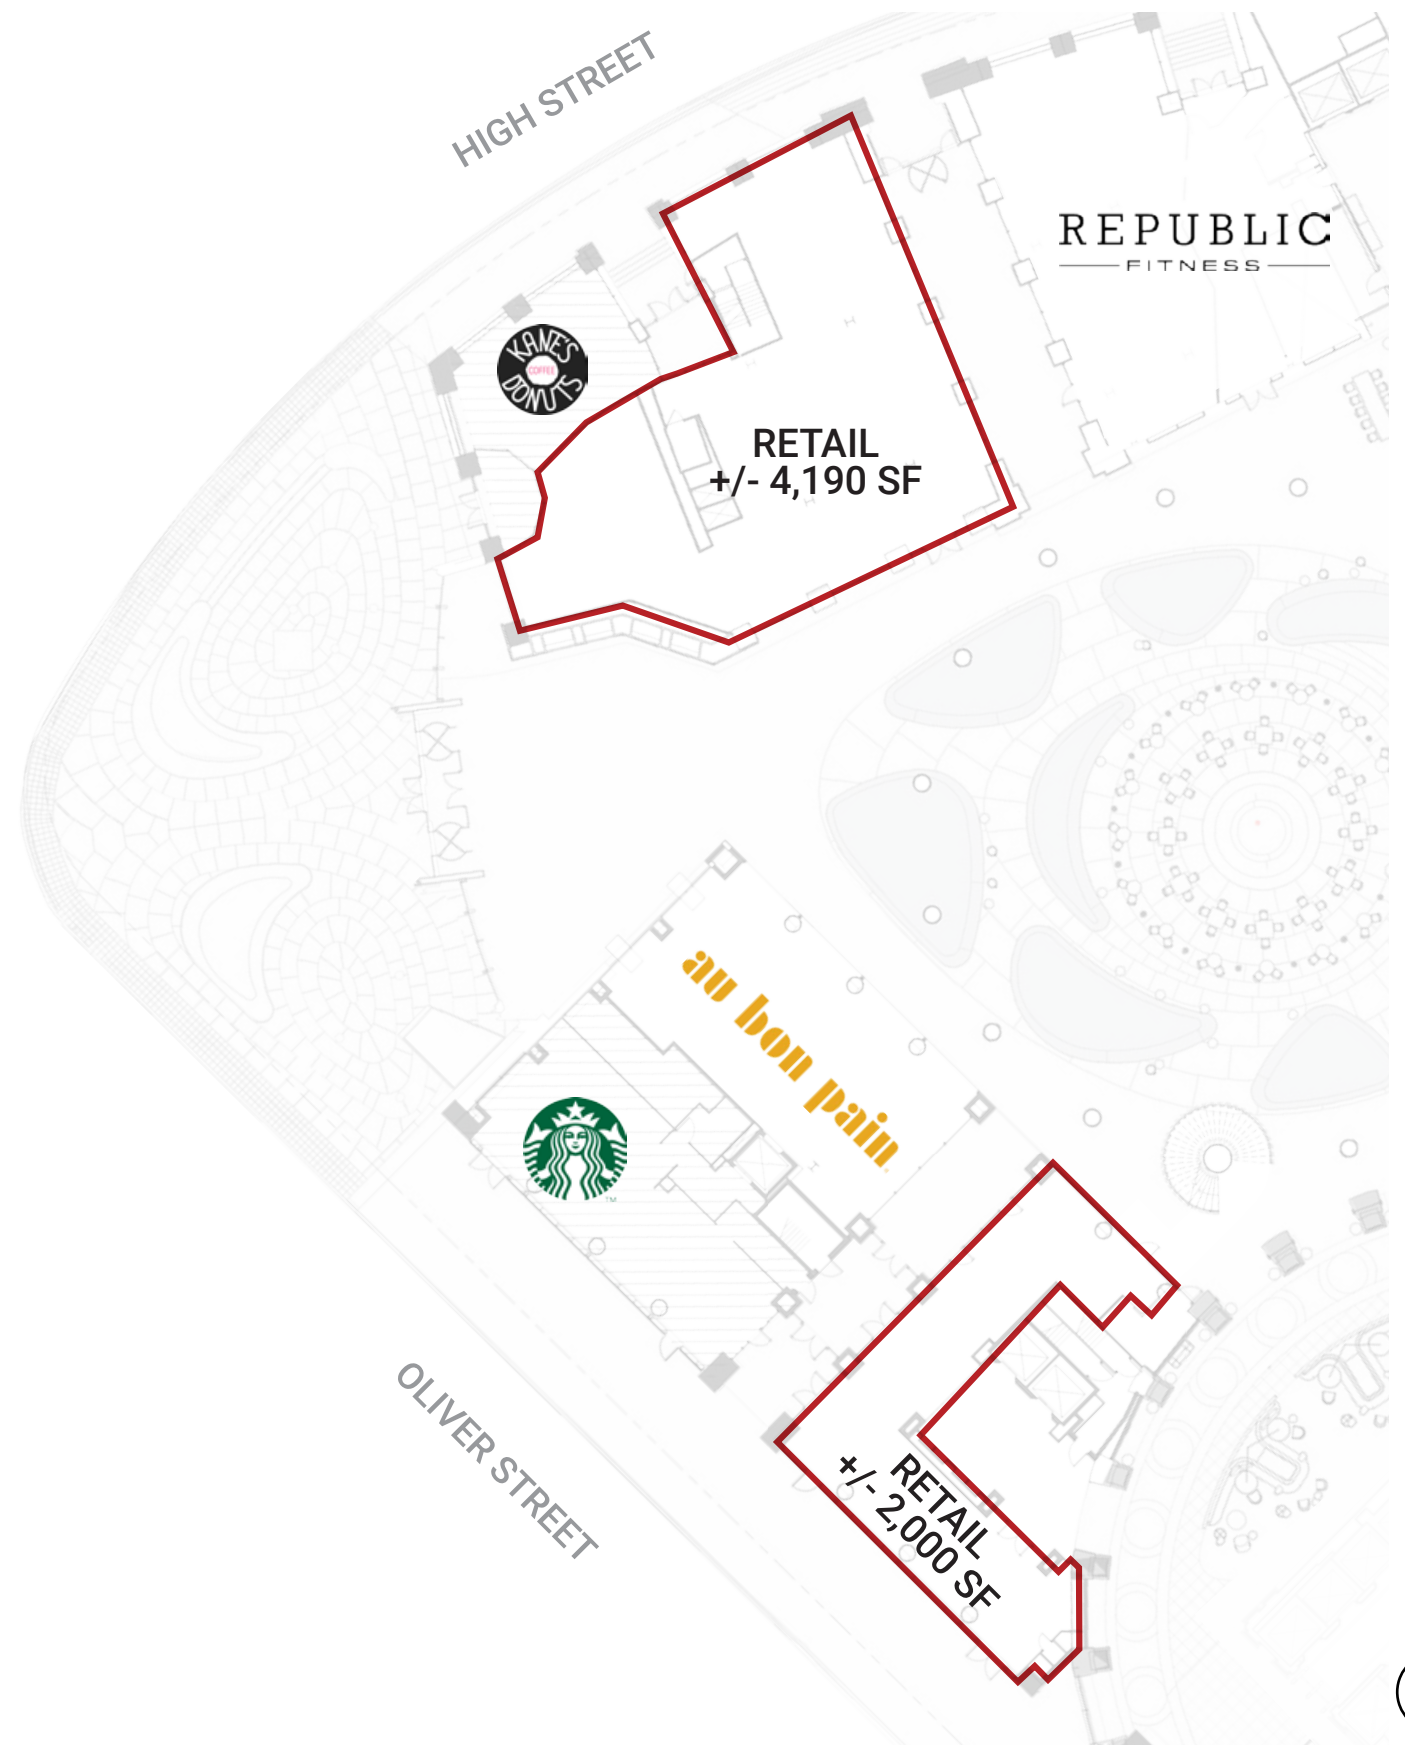 HIGH STREET
REPUBLIC
FITNESS
KANE'S
COFFEE
DONUTS
RETAIL
+/- 4,190 SF
au bon pain
TM
RETAIL
+/- 2,000 SF
OLIVER STREET